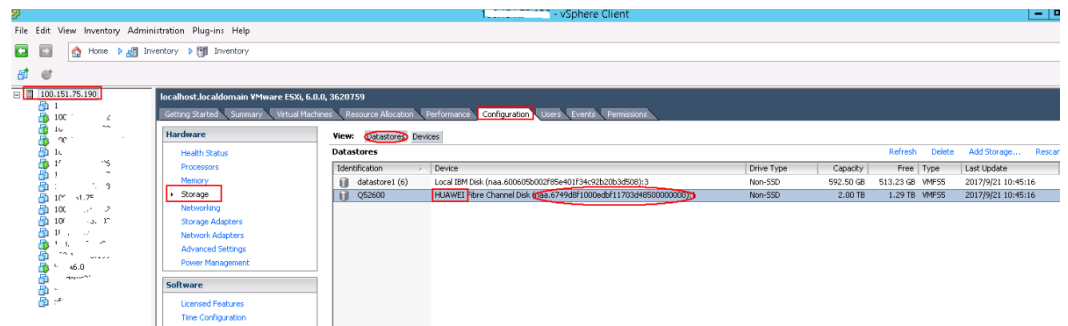 - vSphere Client
File Edit View Inventory Administration Plug-ins Help
Home Inventory Inventory
100.151.75.190
localhost.localdomain VMware ESXi, 6.0.0, 3620759
Getting Started Summary Virtual Machines Resource Allocation Performance Configuration Users Events Permissions
Hardware
Health Status
Processors
Memory
Storage
Networking
Storage Adapters
Network Adapters
Advanced Settings
Power Management
Software
Licensed Features
Time Configuration
View: Datastores Devices
Datastores
Refresh Delete Add Storage... Rescan
Identification Device Drive Type Capacity Free Type Last Update
datastore1 (6) Local IBM Disk (naa.600605b002f85e401f34c92b20b3d508):3 Non-SSD 592.50 GB 513.23 GB VMFS5 2017/9/21 10:45:16
QS2600 HUAWEI Fibre Channel Disk (naa.6749d8f1000edbf11703d48500000000):1 Non-SSD 2.00 TB 1.29 TB VMFS5 2017/9/21 10:45:16